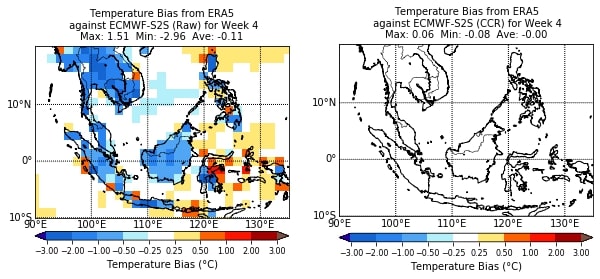 Temperature Bias from ERA5
against ECMWF-S2S (Raw) for Week 4
Max: 1.51 Min: -2.96 Ave: -0.11
10°N
0°
10°S
90°E 100°E 110°E 120°E 130°E
−3.00 −2.00 −1.00 −0.50 −0.25 0.25 0.50 1.00 2.00 3.00
Temperature Bias (°C)
Temperature Bias from ERA5
against ECMWF-S2S (CCR) for Week 4
Max: 0.06 Min: -0.08 Ave: -0.00
10°N
0°
10°S
90°E 100°E 110°E 120°E 130°E
−3.00 −2.00 −1.00 −0.50 −0.25 0.25 0.50 1.00 2.00 3.00
Temperature Bias (°C)